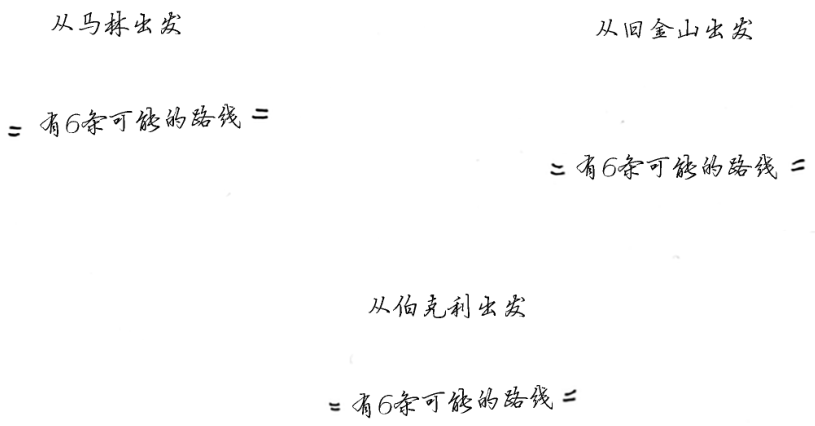 从马林出发
从旧金山出发
= 有6条可能的路线 =
= 有6条可能的路线 =
从伯克利出发
= 有6条可能的路线 =